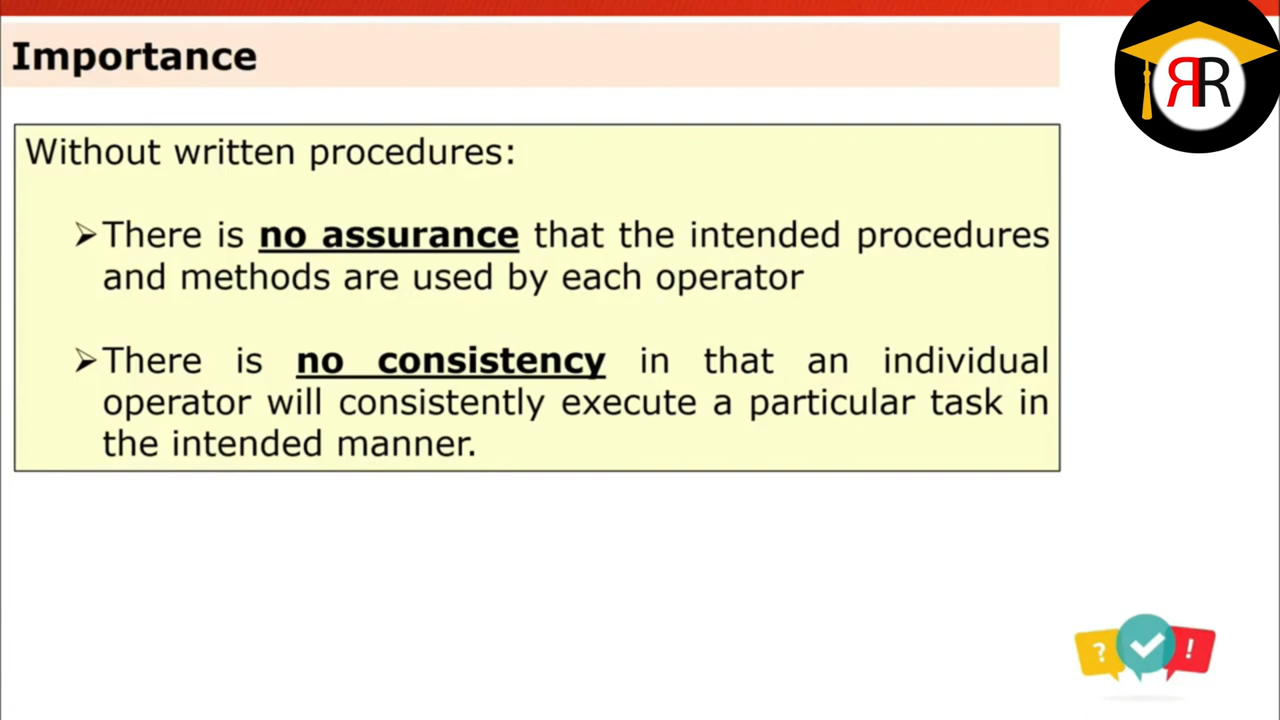 Importance
ЯR
Without written procedures:
➢There is no assurance that the intended procedures
and methods are used by each operator
➢There is no consistency in that an individual
operator will consistently execute a particular task in
the intended manner.
? !